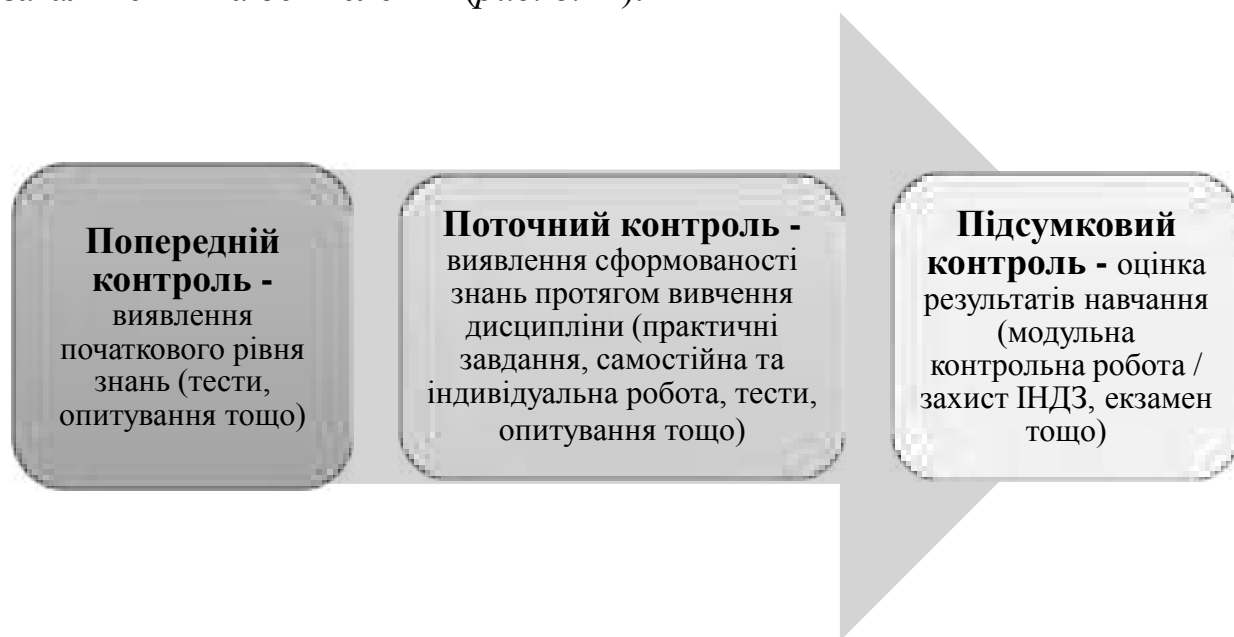 Попередній
контроль -
виявлення
початкового рівня
знань (тести,
опитування тощо)
Поточний контроль -
виявлення сформованості
знань протягом вивчення
дисципліни (практичні
завдання, самостійна та
індивідуальна робота, тести,
опитування тощо)
Підсумковий
контроль - оцінка
результатів навчання
(модульна
контрольна робота /
захист ІНДЗ, екзамен
тощо)